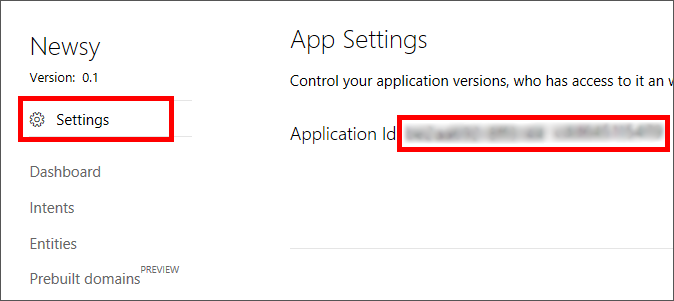 Newsy
Version: 0.1
Settings
Dashboard
Intents
Entities
Prebuilt domains PREVIEW
App Settings
Control your application versions, who has access to it an
Application Id